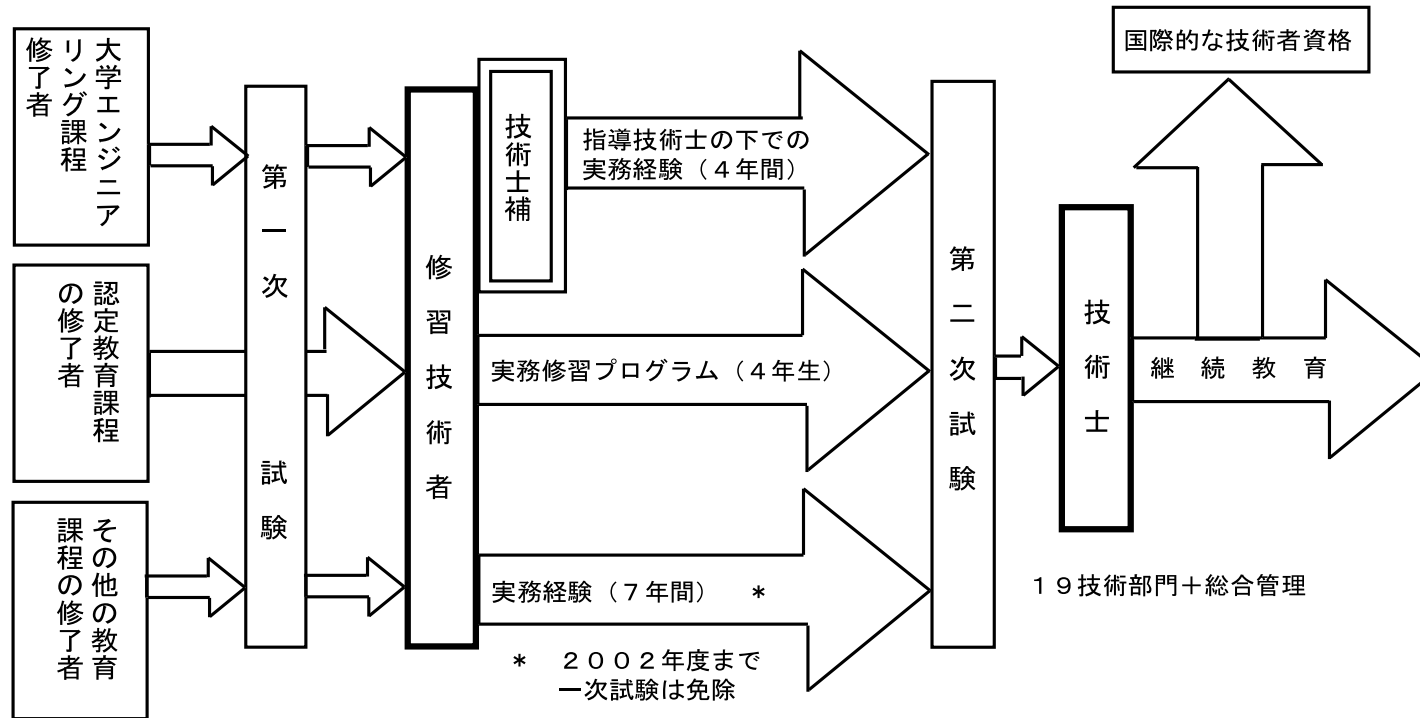 大学エンジニア
リング課程
修了者
認定教育課程
の修了者
その他の教育
課程の修了者
第一次試験
修習技術者
技術士補
指導技術士の下での
実務経験（４年間）
実務修習プログラム（４年生）
実務経験（７年間）　＊
＊　２００２年度まで
一次試験は免除
第二次試験
技術士
継続教育
国際的な技術者資格
１９技術部門＋総合管理